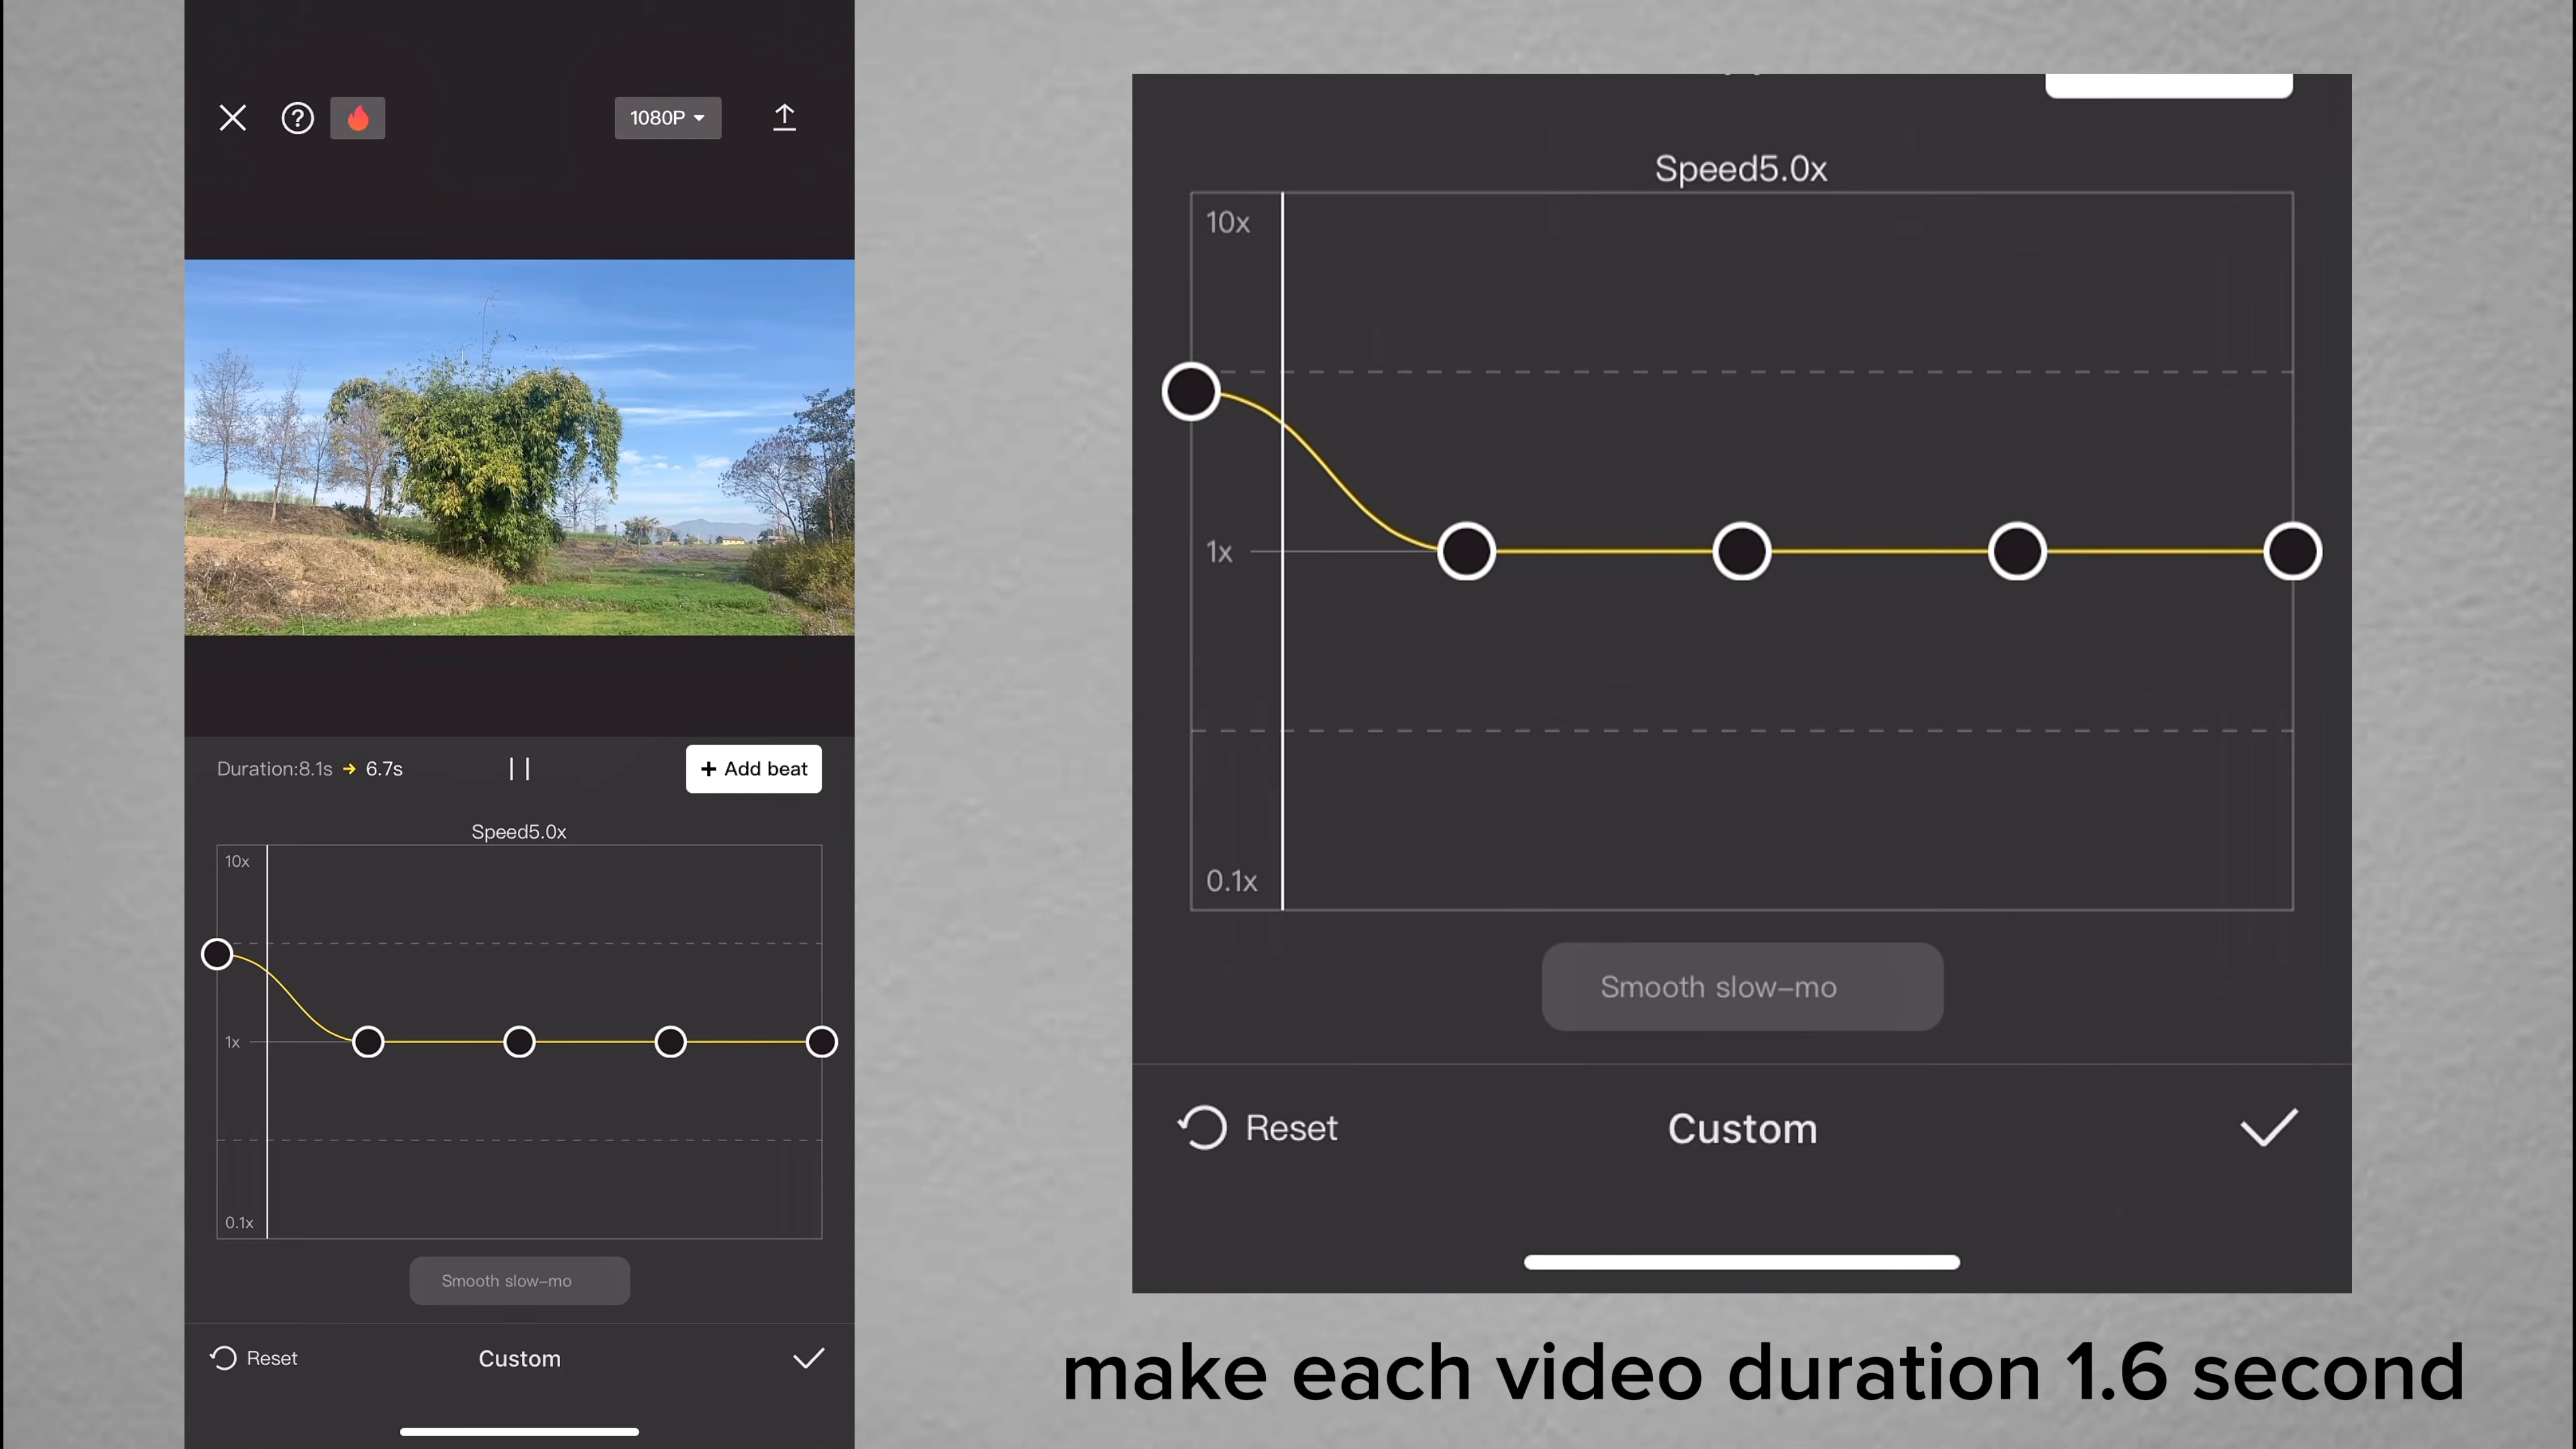 1080P
Duration:8.1s → 6.7s
+ Add beat
Speed5.0x
10x
1x
0.1x
Smooth slow-mo
Reset
Custom
Speed5.0x
10x
1x
0.1x
Smooth slow-mo
Reset
Custom
make each video duration 1.6 second